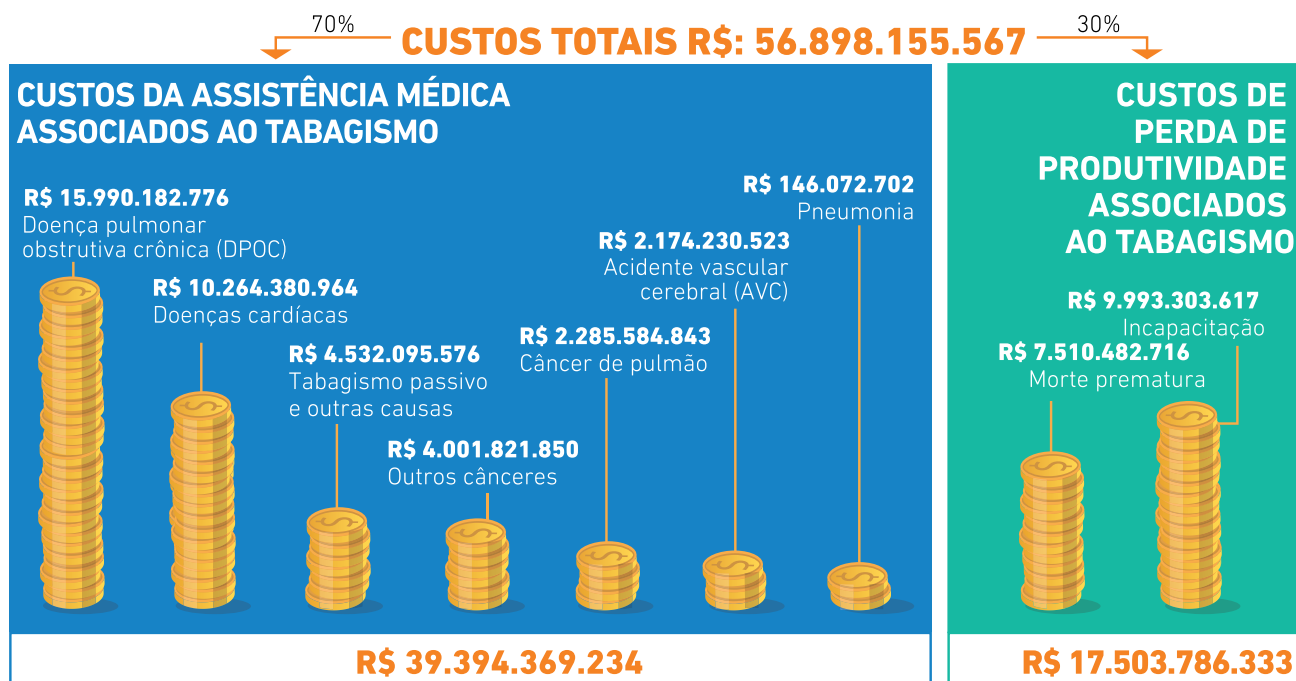 70%
CUSTOS TOTAIS R$: 56.898.155.567
30%
CUSTOS DA ASSISTÊNCIA MÉDICA
ASSOCIADOS AO TABAGISMO
R$ 15.990.182.776
Doença pulmonar
obstrutiva crônica (DPOC)
R$ 10.264.380.964
Doenças cardíacas
R$ 4.532.095.576
Tabagismo passivo
e outras causas
R$ 4.001.821.850
Outros cânceres
R$ 2.285.584.843
Câncer de pulmão
R$ 2.174.230.523
Acidente vascular
cerebral (AVC)
R$ 146.072.702
Pneumonia
R$ 39.394.369.234
CUSTOS DE
PERDA DE
PRODUTIVIDADE
ASSOCIADOS
AO TABAGISMO
R$ 9.993.303.617
Incapacitação
R$ 7.510.482.716
Morte prematura
R$ 17.503.786.333